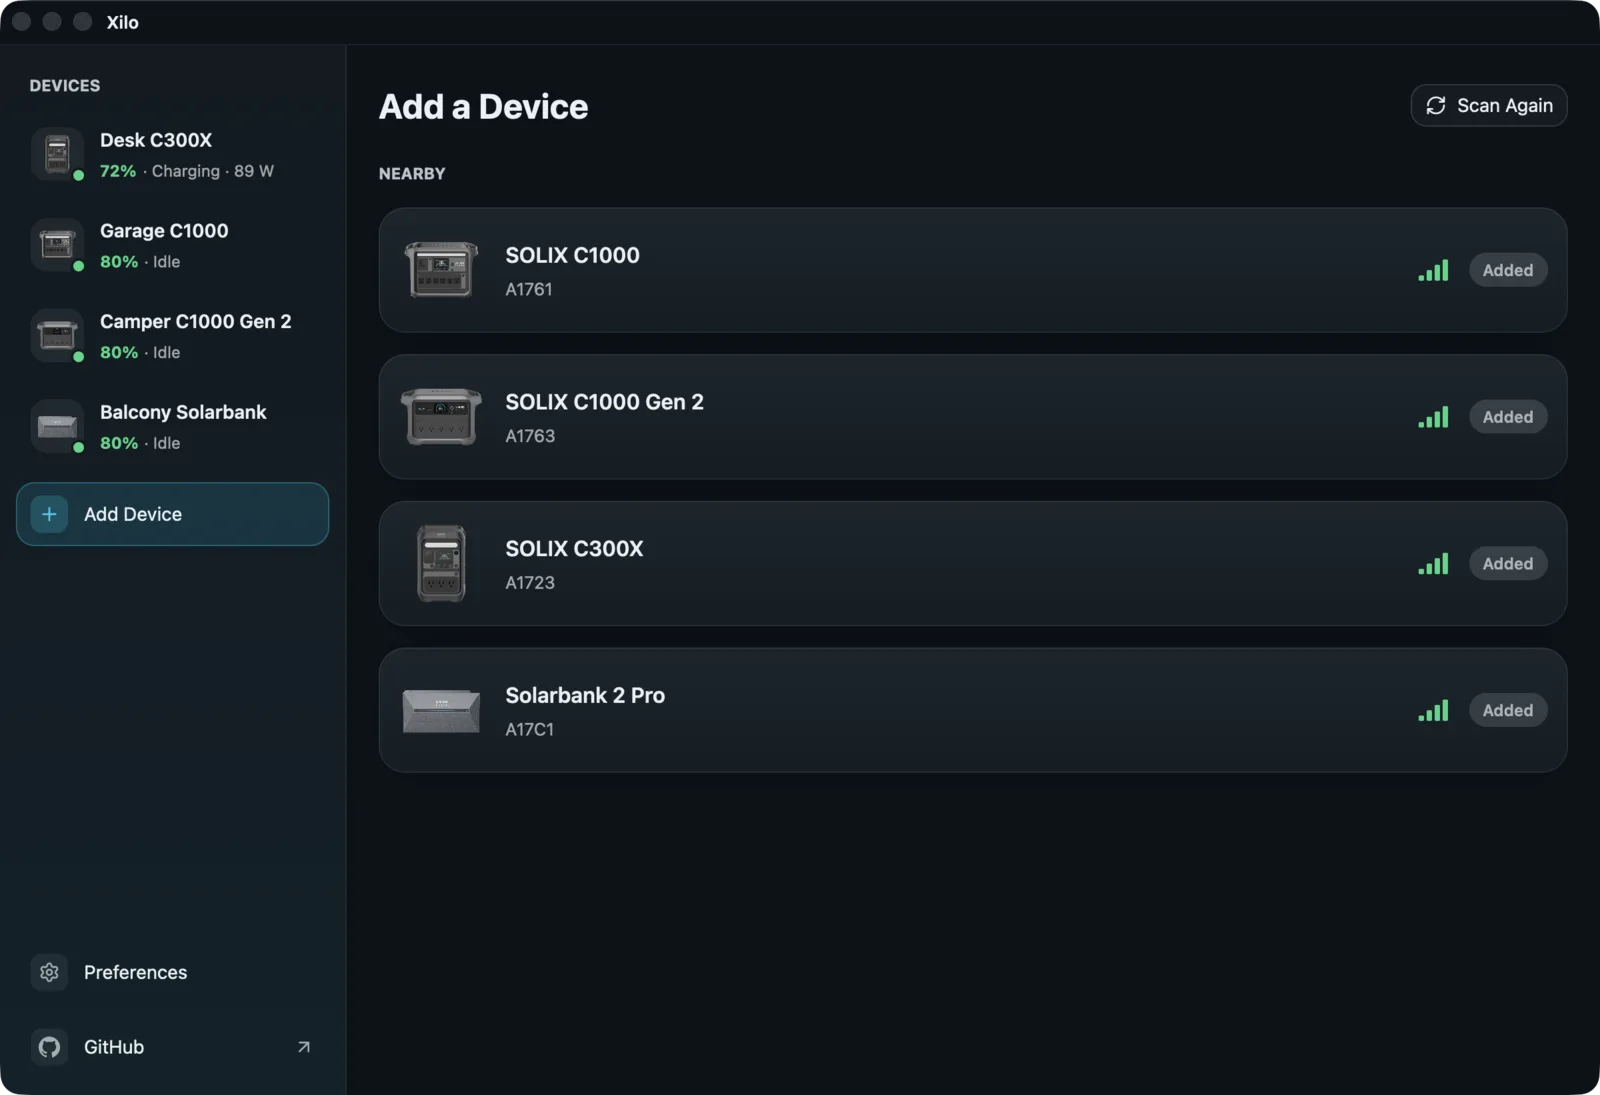 Xilo
DEVICES
Desk C300X
72% · Charging · 89 W
Garage C1000
80% · Idle
Camper C1000 Gen 2
80% · Idle
Balcony Solarbank
80% · Idle
Add Device
Preferences
GitHub
Add a Device
Scan Again
NEARBY
SOLIX C1000
A1761
Added
SOLIX C1000 Gen 2
A1763
Added
SOLIX C300X
A1723
Added
Solarbank 2 Pro
A17C1
Added